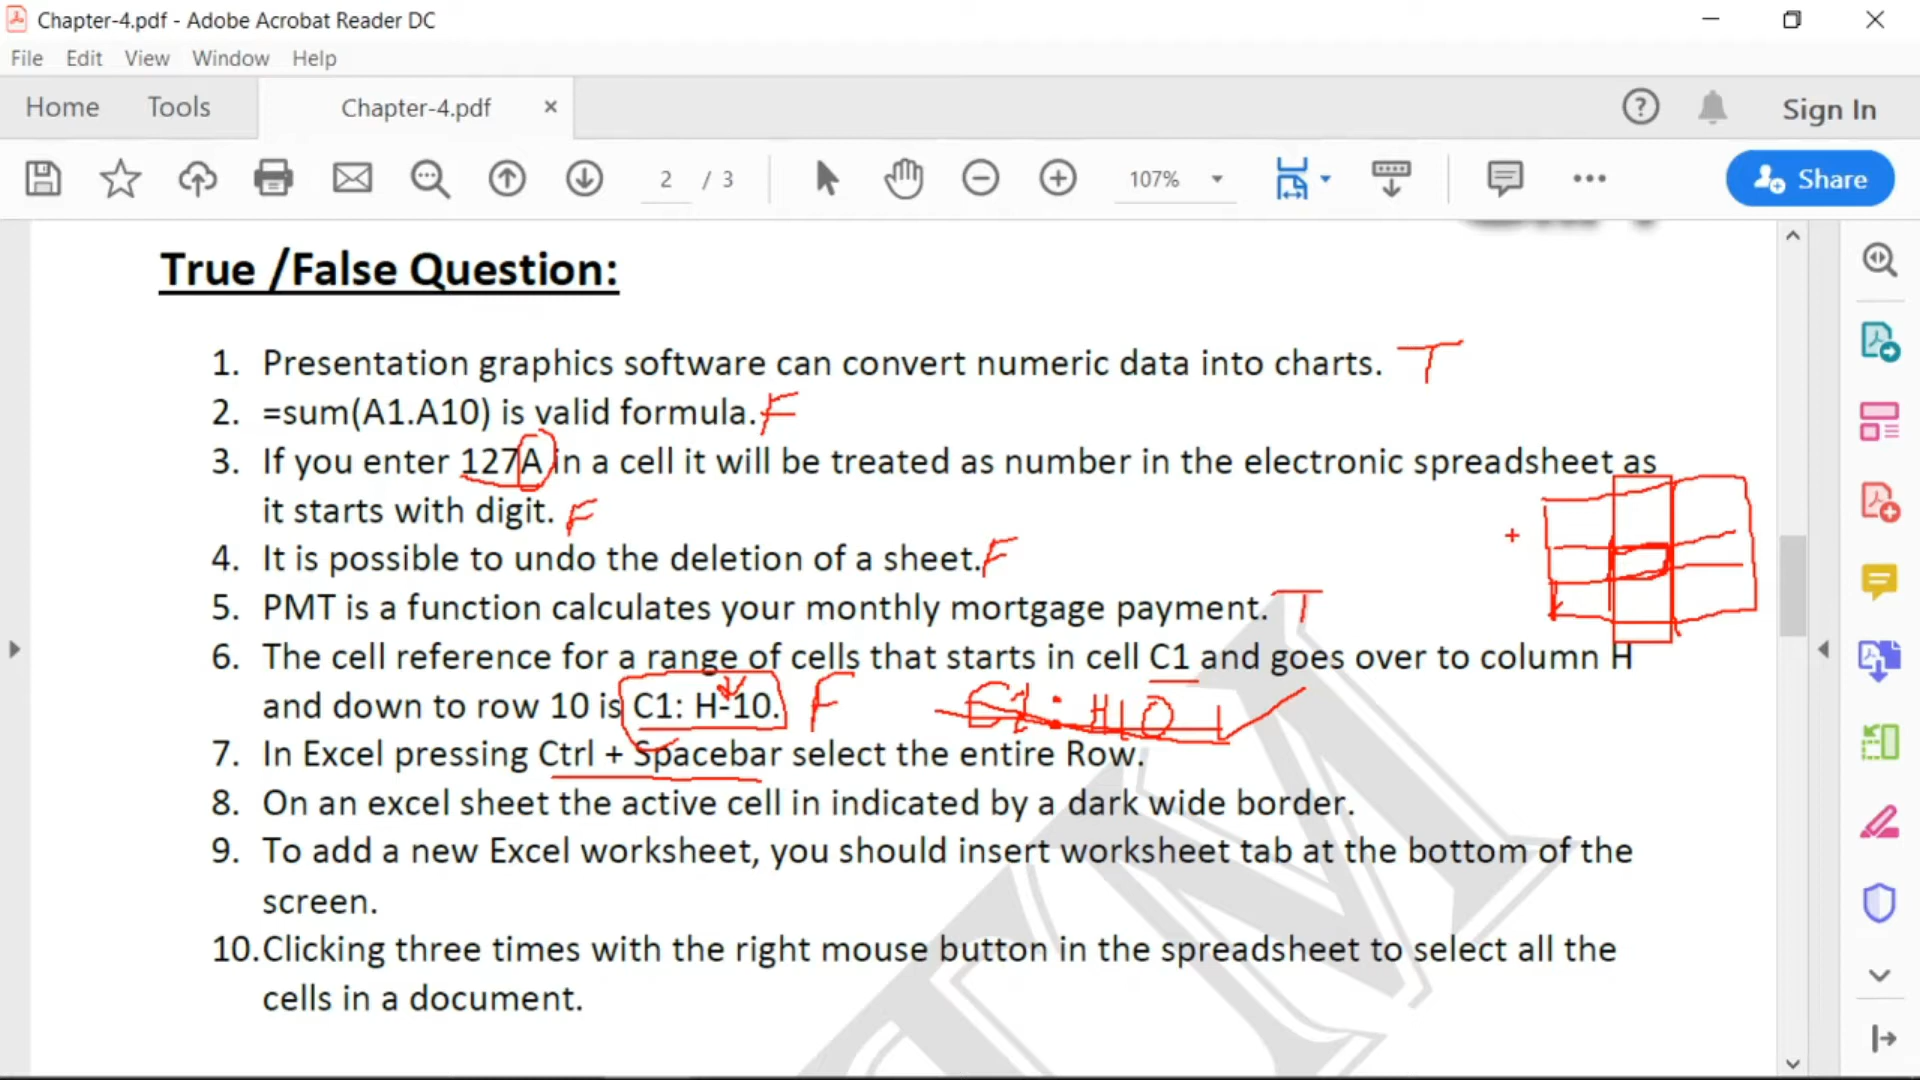 Chapter-4.pdf - Adobe Acrobat Reader DC
File Edit View Window Help
Home Tools Chapter-4.pdf × Sign In
2 / 3 107% Share
True /False Question:
1. Presentation graphics software can convert numeric data into charts. T
2. =sum(A1.A10) is valid formula. F
3. If you enter 127A in a cell it will be treated as number in the electronic spreadsheet as
it starts with digit. F
4. It is possible to undo the deletion of a sheet. F
5. PMT is a function calculates your monthly mortgage payment. T
6. The cell reference for a range of cells that starts in cell C1 and goes over to column H
and down to row 10 is C1: H-10. F C1:H10
7. In Excel pressing Ctrl + Spacebar select the entire Row.
8. On an excel sheet the active cell in indicated by a dark wide border.
9. To add a new Excel worksheet, you should insert worksheet tab at the bottom of the
screen.
10.Clicking three times with the right mouse button in the spreadsheet to select all the
cells in a document.